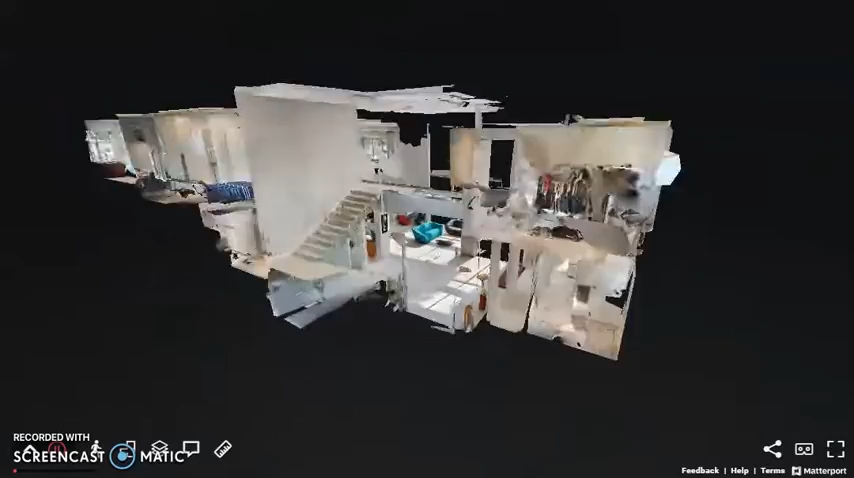 RECORDED WITH
SCREENCAST MATIC
Feedback | Help | Terms Matterport